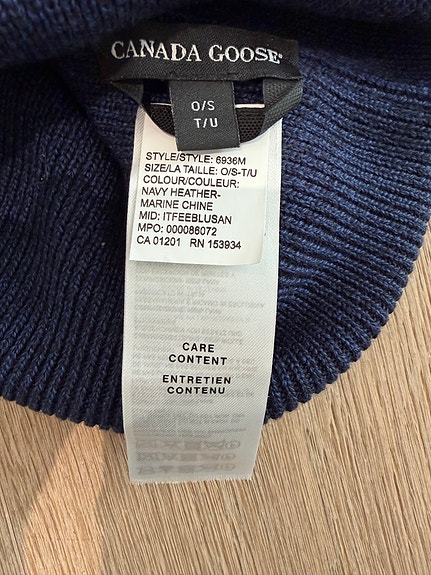 CANADA GOOSE®
O/S
T/U
STYLE/STYLE: 6936M
SIZE/LA TAILLE: O/S-T/U
COLOUR/COULEUR:
NAVY HEATHER-
MARINE CHINE
MID: ITFEEBLUSAN
MPO: 000086072
CA 01201 RN 153934
CARE
CONTENT
ENTRETIEN
CONTENU